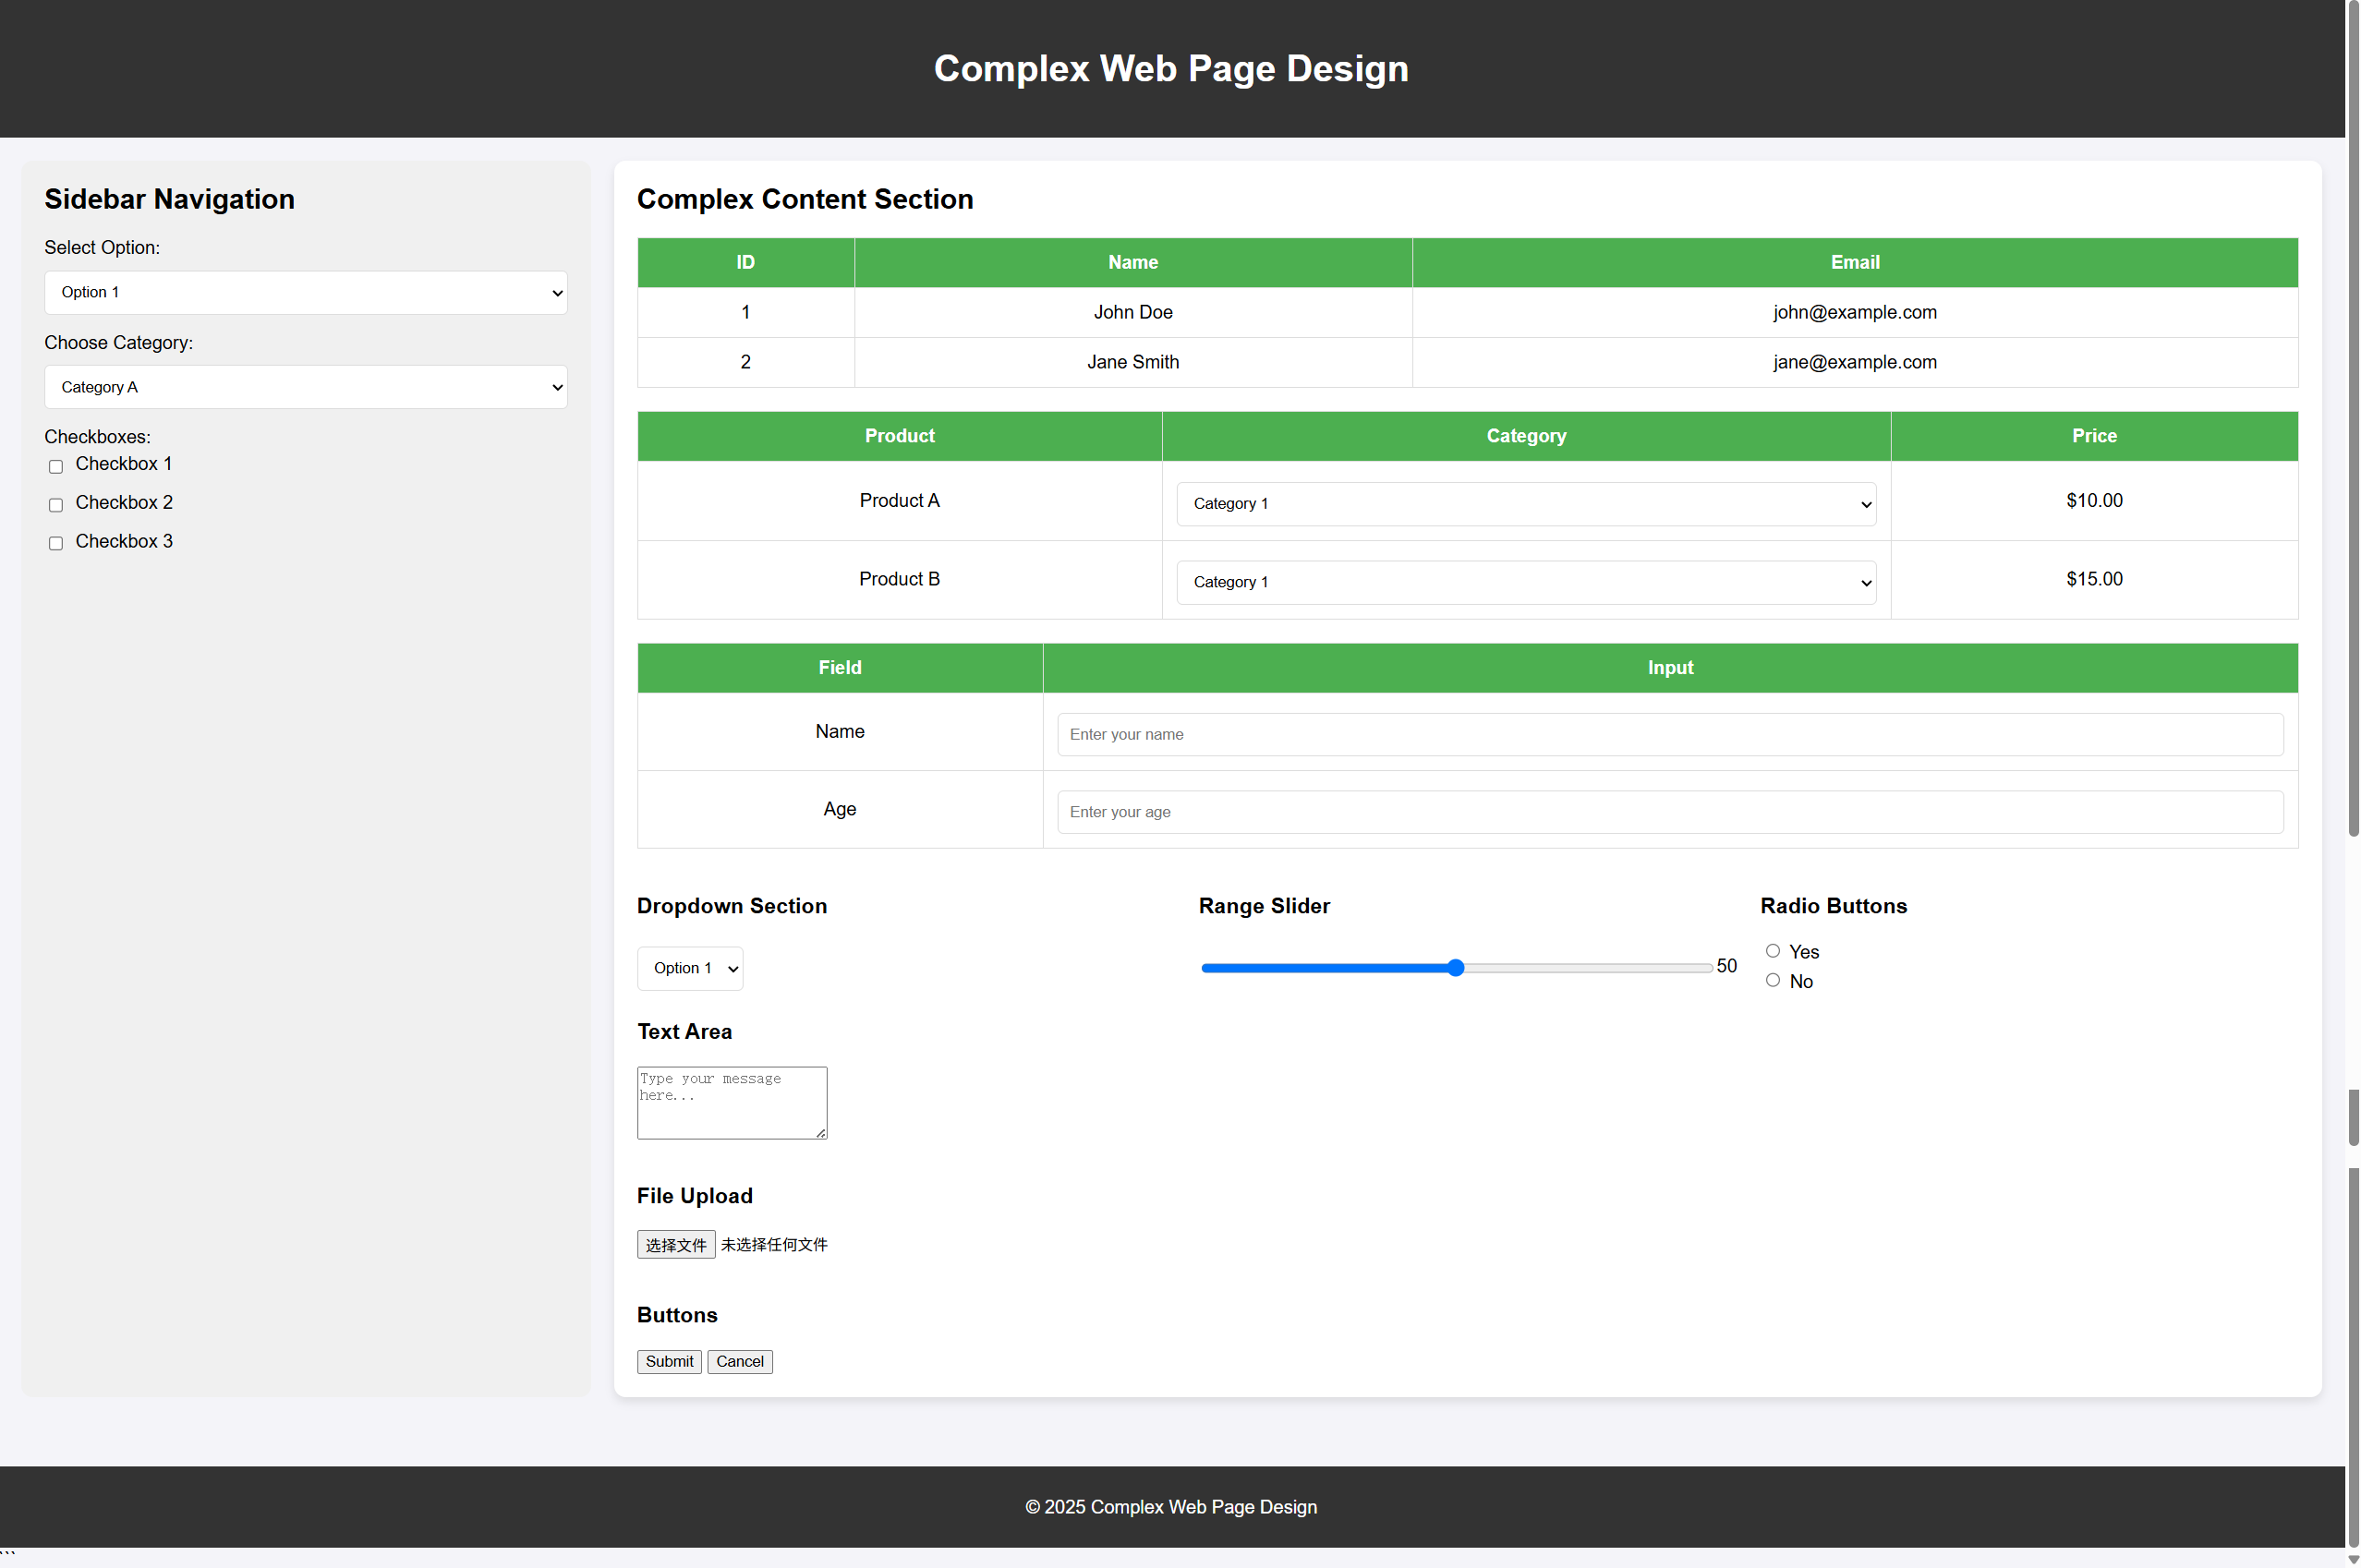 Complex Web Page Design
Sidebar Navigation
Select Option:
Option 1
Choose Category:
Category A
Checkboxes:
Checkbox 1
Checkbox 2
Checkbox 3
Complex Content Section
ID Name Email
1 John Doe john@example.com
2 Jane Smith jane@example.com
Product Category Price
Product A Category 1 $10.00
Product B Category 1 $15.00
Field Input
Name Enter your name
Age Enter your age
Dropdown Section
Option 1
Range Slider
50
Radio Buttons
Yes
No
Text Area
Type your message
here...
File Upload
选择文件 未选择任何文件
Buttons
Submit Cancel
© 2025 Complex Web Page Design
```